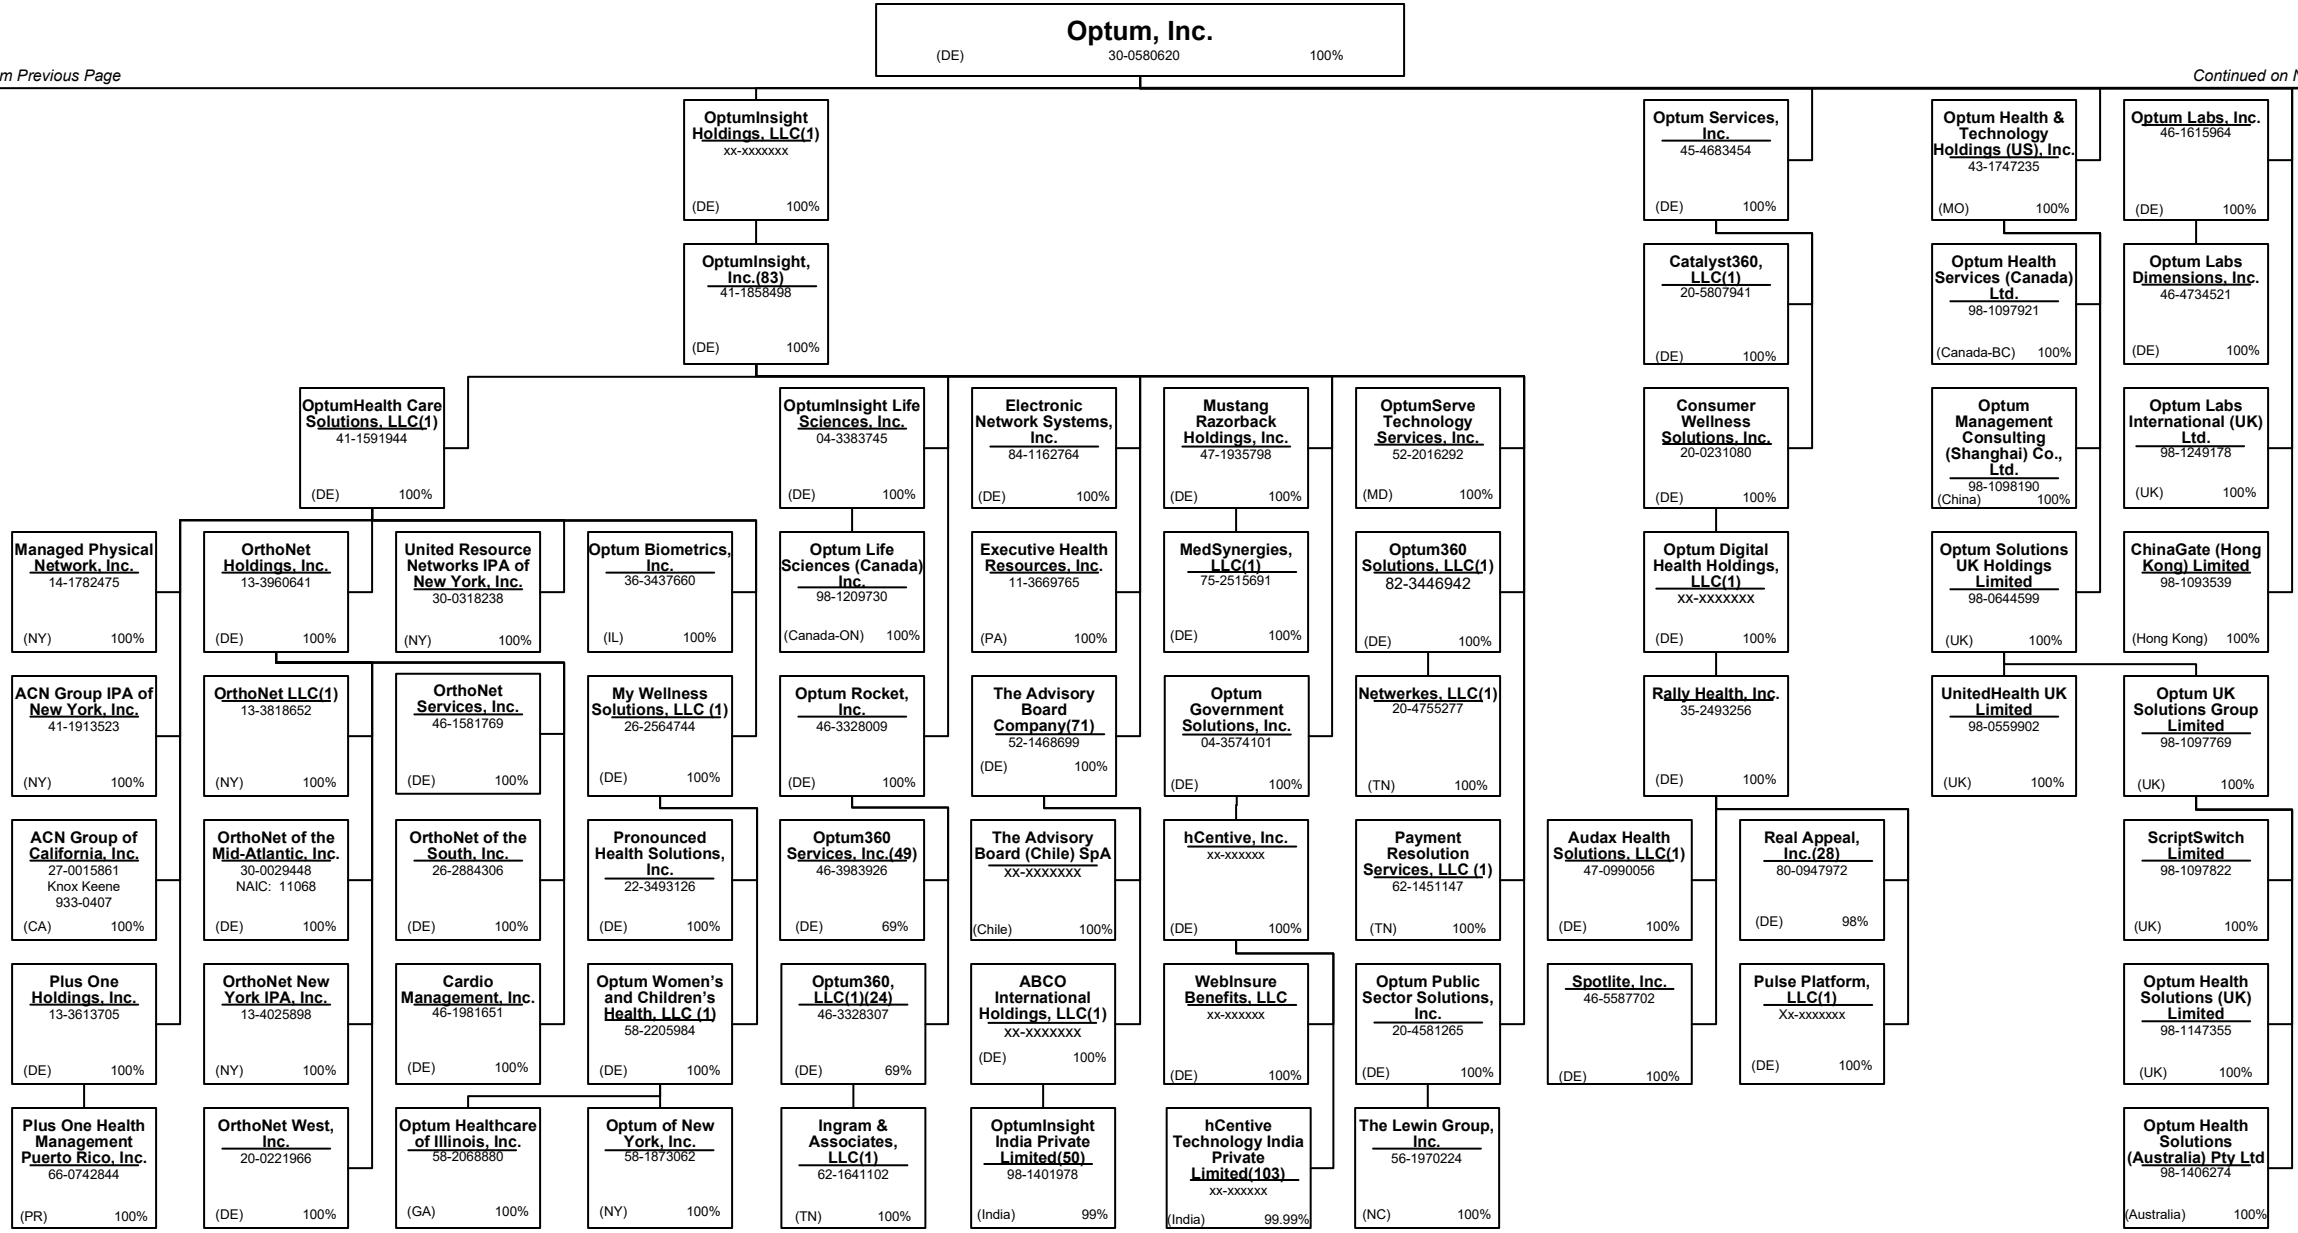 Optum, Inc.
(DE) 30-0580620 100%
m Previous Page
Continued on N
OptumInsight
Holdings, LLC(1)
xx-xxxxxxx
(DE) 100%
Optum Services,
Inc.
45-4683454
(DE) 100%
Optum Health &
Technology
Holdings (US), Inc.
43-1747235
(MO) 100%
Optum Labs, Inc.
46-1615964
(DE) 100%
OptumInsight,
Inc.(83)
41-1858498
(DE) 100%
Catalyst360,
LLC(1)
20-5807941
(DE) 100%
Optum Health
Services (Canada)
Ltd.
98-1097921
(Canada-BC) 100%
Optum Labs
Dimensions, Inc.
46-4734521
(DE) 100%
OptumHealth Care
Solutions, LLC(1)
41-1591944
(DE) 100%
OptumInsight Life
Sciences, Inc.
04-3383745
(DE) 100%
Electronic
Network Systems,
Inc.
84-1162764
(DE) 100%
Mustang
Razorback
Holdings, Inc.
47-1935798
(DE) 100%
OptumServe
Technology
Services, Inc.
52-2016292
(MD) 100%
Consumer
Wellness
Solutions, Inc.
20-0231080
(DE) 100%
Optum
Management
Consulting
(Shanghai) Co.,
Ltd.
98-1098190
(China) 100%
Optum Labs
International (UK)
Ltd.
98-1249178
(UK) 100%
Managed Physical
Network, Inc.
14-1782475
(NY) 100%
OrthoNet
Holdings, Inc.
13-3960641
(DE) 100%
United Resource
Networks IPA of
New York, Inc.
30-0318238
(NY) 100%
Optum Biometrics,
Inc.
36-3437660
(IL) 100%
Optum Life
Sciences (Canada)
Inc.
98-1209730
(Canada-ON) 100%
Executive Health
Resources, Inc.
11-3669765
(PA) 100%
MedSynergies,
LLC(1)
75-2515691
(DE) 100%
Optum360
Solutions, LLC(1)
82-3446942
(DE) 100%
Optum Digital
Health Holdings,
LLC(1)
xx-xxxxxxx
(DE) 100%
Optum Solutions
UK Holdings
Limited
98-0644599
(UK) 100%
ChinaGate (Hong
Kong) Limited
98-1093539
(Hong Kong) 100%
ACN Group IPA of
New York, Inc.
41-1913523
(NY) 100%
OrthoNet LLC(1)
13-3818652
(NY) 100%
OrthoNet
Services, Inc.
46-1581769
(DE) 100%
My Wellness
Solutions, LLC (1)
26-2564744
(DE) 100%
Optum Rocket,
Inc.
46-3328009
(DE) 100%
The Advisory
Board
Company(71)
52-1468699
(DE) 100%
Optum
Government
Solutions, Inc.
04-3574101
(DE) 100%
Netwerkes, LLC(1)
20-4755277
(TN) 100%
Rally Health, Inc.
35-2493256
(DE) 100%
UnitedHealth UK
Limited
98-0559902
(UK) 100%
Optum UK
Solutions Group
Limited
98-1097769
(UK) 100%
ACN Group of
California, Inc.
27-0015861
Knox Keene
933-0407
(CA) 100%
OrthoNet of the
Mid-Atlantic, Inc.
30-0029448
NAIC: 11068
(DE) 100%
OrthoNet of the
South, Inc.
26-2884306
(DE) 100%
Pronounced
Health Solutions,
Inc.
22-3493126
(DE) 100%
Optum360
Services, Inc.(49)
46-3983926
(DE) 69%
The Advisory
Board (Chile) SpA
xx-xxxxxxx
(Chile) 100%
hCentive, Inc.
xx-xxxxxx
(DE) 100%
Payment
Resolution
Services, LLC (1)
62-1451147
(TN) 100%
Audax Health
Solutions, LLC(1)
47-0990056
(DE) 100%
Real Appeal,
Inc.(28)
80-0947972
(DE) 98%
ScriptSwitch
Limited
98-1097822
(UK) 100%
Plus One
Holdings, Inc.
13-3613705
(DE) 100%
OrthoNet New
York IPA, Inc.
13-4025898
(NY) 100%
Cardio
Management, Inc.
46-1981651
(DE) 100%
Optum Women's
and Children's
Health, LLC (1)
58-2205984
(DE) 100%
Optum360,
LLC(1)(24)
46-3328307
(DE) 69%
ABCO
International
Holdings, LLC(1)
xx-xxxxxxx
(DE) 100%
WebInsure
Benefits, LLC
xx-xxxxxx
(DE) 100%
Optum Public
Sector Solutions,
Inc.
20-4581265
(DE) 100%
Spotlite, Inc.
46-5587702
(DE) 100%
Pulse Platform,
LLC(1)
Xx-xxxxxxx
(DE) 100%
Optum Health
Solutions (UK)
Limited
98-1147355
(UK) 100%
Plus One Health
Management
Puerto Rico, Inc.
66-0742844
(PR) 100%
OrthoNet West,
Inc.
20-0221966
(DE) 100%
Optum Healthcare
of Illinois, Inc.
58-2068880
(GA) 100%
Optum of New
York, Inc.
58-1873062
(NY) 100%
Ingram &
Associates,
LLC(1)
62-1641102
(TN) 100%
OptumInsight
India Private
Limited(50)
98-1401978
(India) 99%
hCentive
Technology India
Private
Limited(103)
xx-xxxxxx
(India) 99.99%
The Lewin Group,
Inc.
56-1970224
(NC) 100%
Optum Health
Solutions
(Australia) Pty Ltd
98-1406274
(Australia) 100%